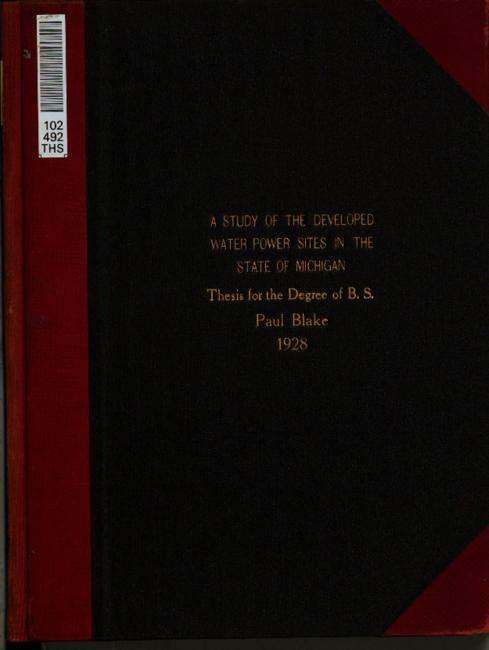 102
492
THS
A STUDY OF THE DEVELOPED
WATER POWER SITES IN THE
STATE OF MICHIGAN
Thesis for the Degree of B. S.
Paul Blake
1928